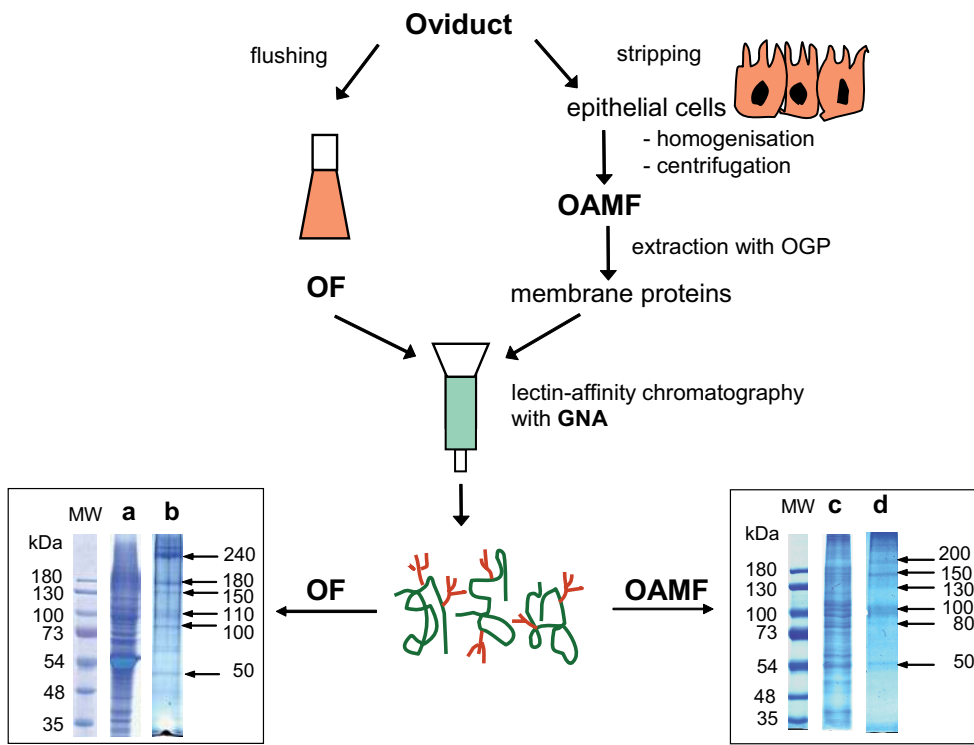 Oviduct
flushing
stripping
epithelial cells
- homogenisation
- centrifugation
OAMF
extraction with OGP
OF
membrane proteins
lectin-affinity chromatography
with GNA
MW a b
kDa
240
180
180
130
150
110
100
100
73
54
50
48
35
OF
OAMF
MW c d
kDa
200
180
150
130
130
100
100
80
73
54
50
48
35